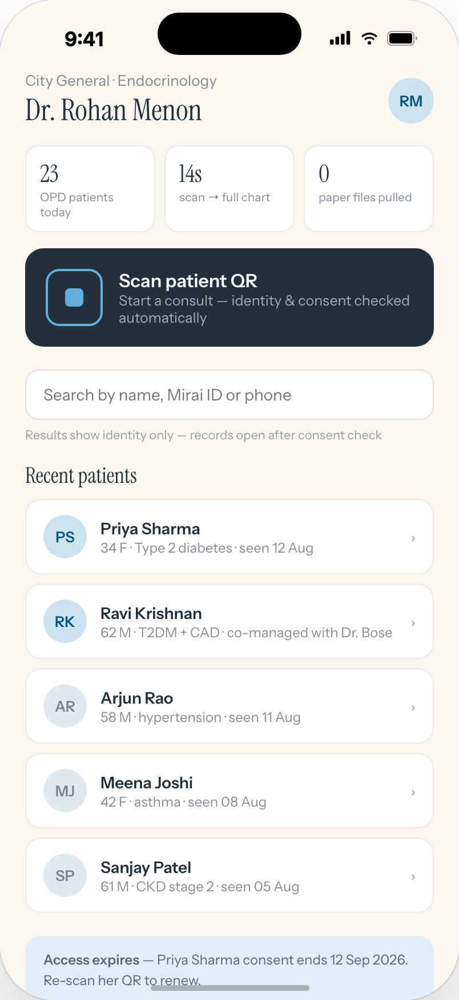 9:41
City General · Endocrinology
Dr. Rohan Menon
RM
23
OPD patients
today
14s
scan → full chart
0
paper files pulled
Scan patient QR
Start a consult — identity & consent checked
automatically
Search by name, Mirai ID or phone
Results show identity only — records open after consent check
Recent patients
PS
Priya Sharma
34 F · Type 2 diabetes · seen 12 Aug
›
RK
Ravi Krishnan
62 M · T2DM + CAD · co-managed with Dr. Bose
›
AR
Arjun Rao
58 M · hypertension · seen 11 Aug
›
MJ
Meena Joshi
42 F · asthma · seen 08 Aug
›
SP
Sanjay Patel
61 M · CKD stage 2 · seen 05 Aug
›
Access expires — Priya Sharma consent ends 12 Sep 2026.
Re-scan her QR to renew.